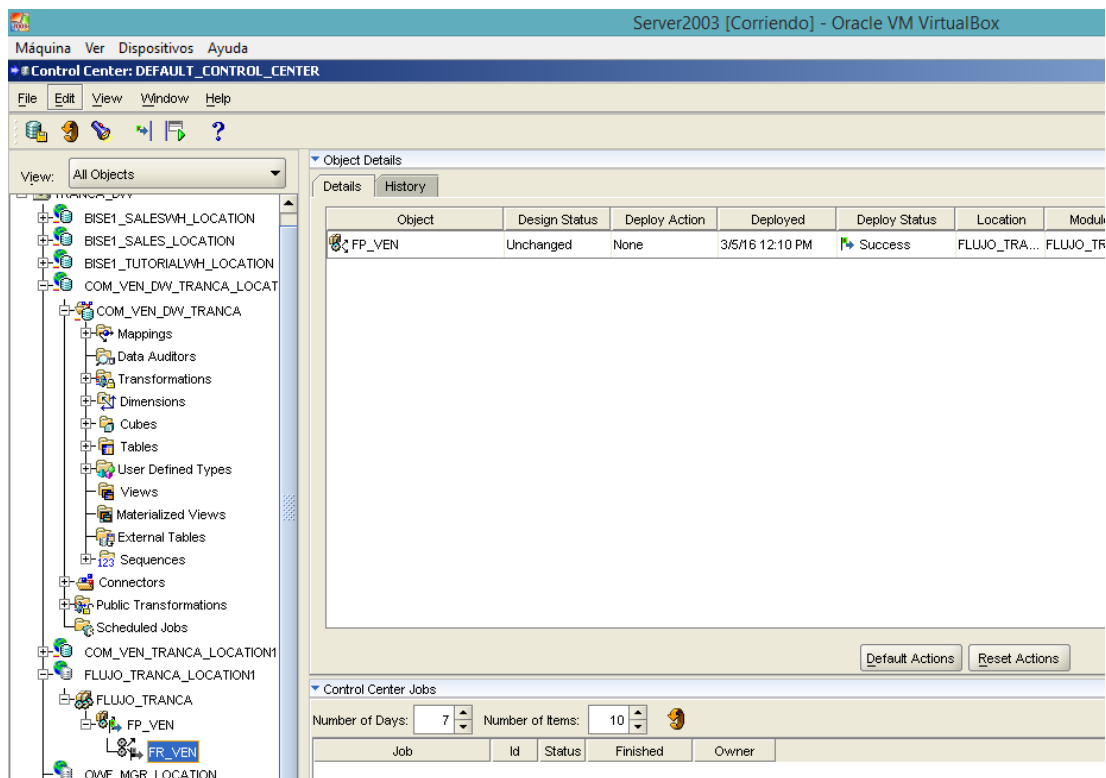 Server2003 [Corriendo] - Oracle VM VirtualBox
Máquina Ver Dispositivos Ayuda
Control Center: DEFAULT_CONTROL_CENTER
File Edit View Window Help
View: All Objects
TRANCA_DW
BISE1_SALESWH_LOCATION
BISE1_SALES_LOCATION
BISE1_TUTORIALWH_LOCATION
COM_VEN_DW_TRANCA_LOCAT
COM_VEN_DW_TRANCA
Mappings
Data Auditors
Transformations
Dimensions
Cubes
Tables
User Defined Types
Views
Materialized Views
External Tables
Sequences
Connectors
Public Transformations
Scheduled Jobs
COM_VEN_TRANCA_LOCATION1
FLUJO_TRANCA_LOCATION1
FLUJO_TRANCA
FP_VEN
FR_VEN
OWF_MGR_LOCATION
Object Details
Details History
Object Design Status Deploy Action Deployed Deploy Status Location Module
FP_VEN Unchanged None 3/5/16 12:10 PM Success FLUJO_TRA... FLUJO_TR
Default Actions Reset Actions
Control Center Jobs
Number of Days: 7 Number of Items: 10
Job Id Status Finished Owner